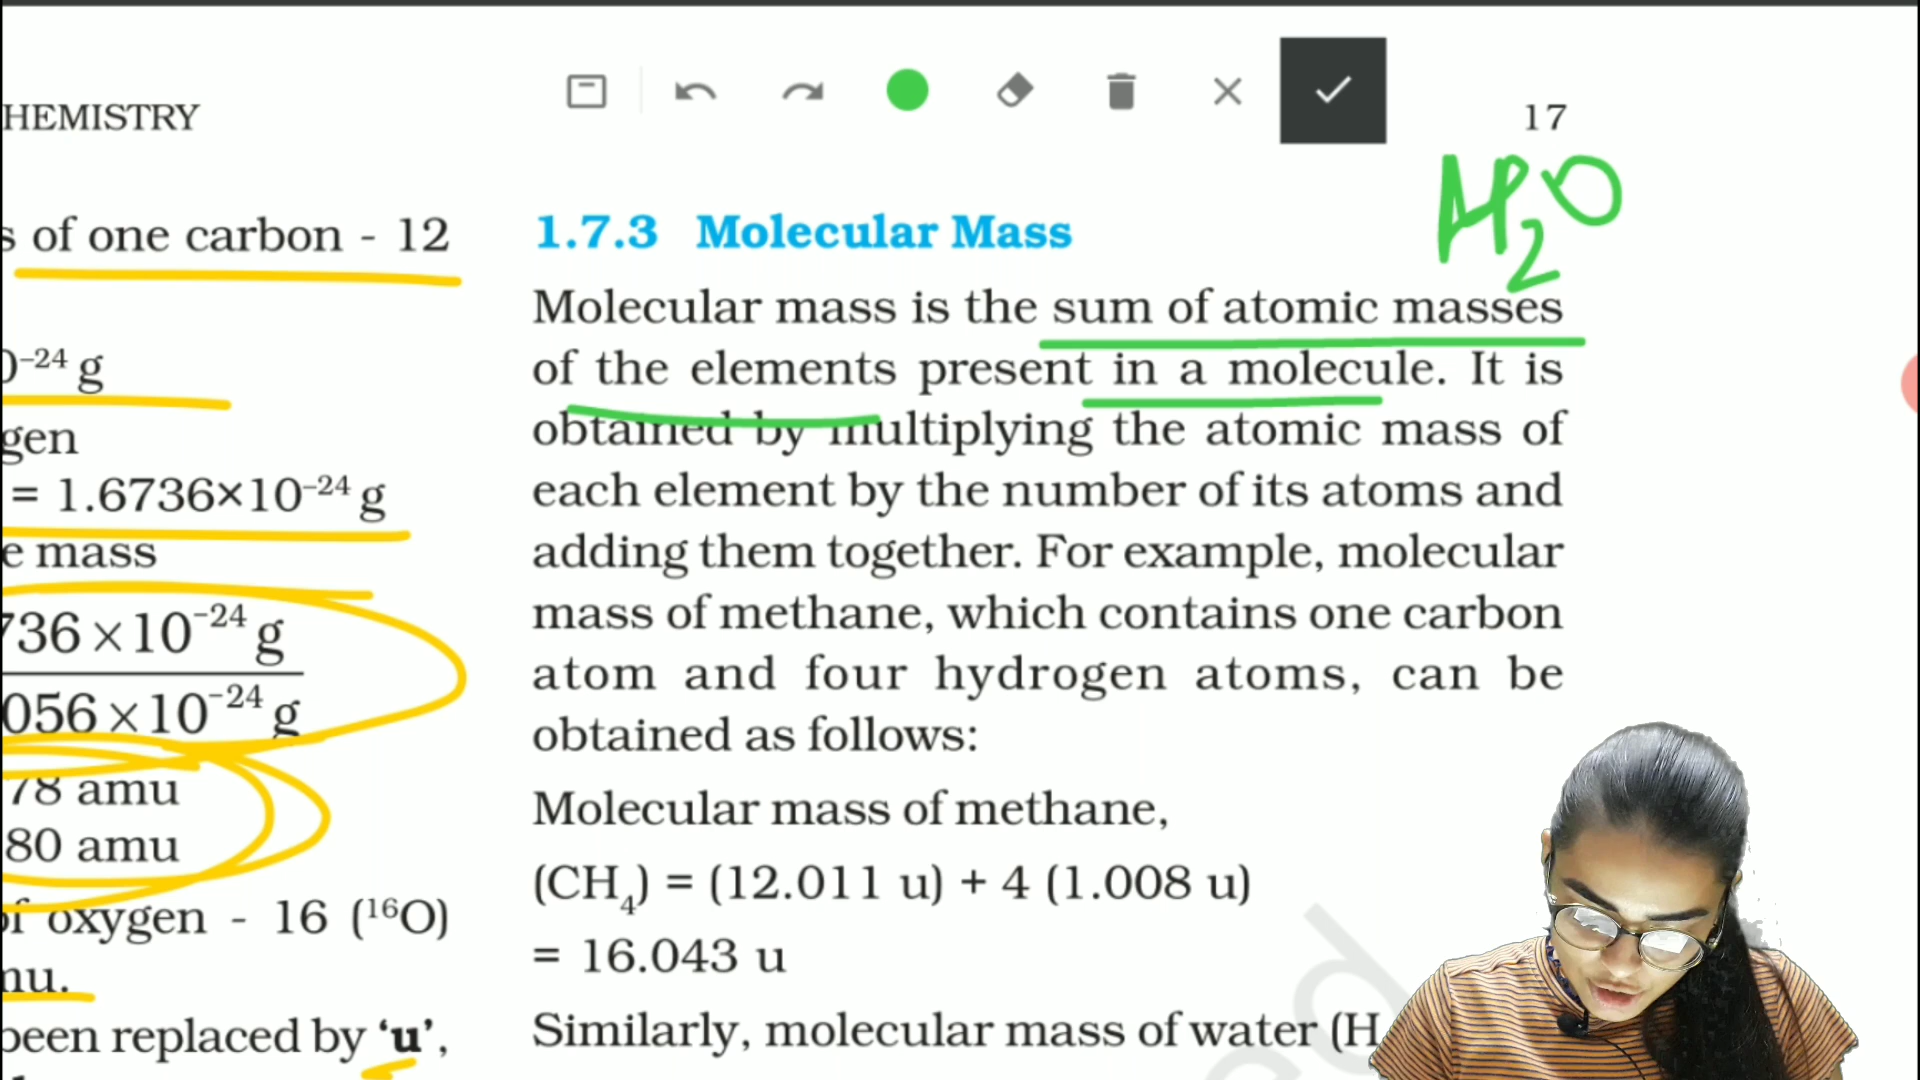 HEMISTRY
17
H2O
s of one carbon - 12
0–24 g
gen
= 1.6736×10–24 g
e mass
736 ×10–24 g
056 ×10–24 g
78 amu
80 amu
of oxygen - 16 (16O)
mu.
been replaced by ‘u’,
1.7.3 Molecular Mass
Molecular mass is the sum of atomic masses
of the elements present in a molecule. It is
obtained by multiplying the atomic mass of
each element by the number of its atoms and
adding them together. For example, molecular
mass of methane, which contains one carbon
atom and four hydrogen atoms, can be
obtained as follows:
Molecular mass of methane,
(CH4) = (12.011 u) + 4 (1.008 u)
= 16.043 u
Similarly, molecular mass of water (H
ed